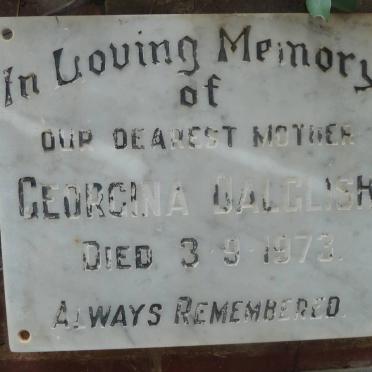 In Loving Memory
of
OUR DEAREST MOTHER
GEORGINA DALGLISH
DIED 3-9-1973.
ALWAYS REMEMBERED.